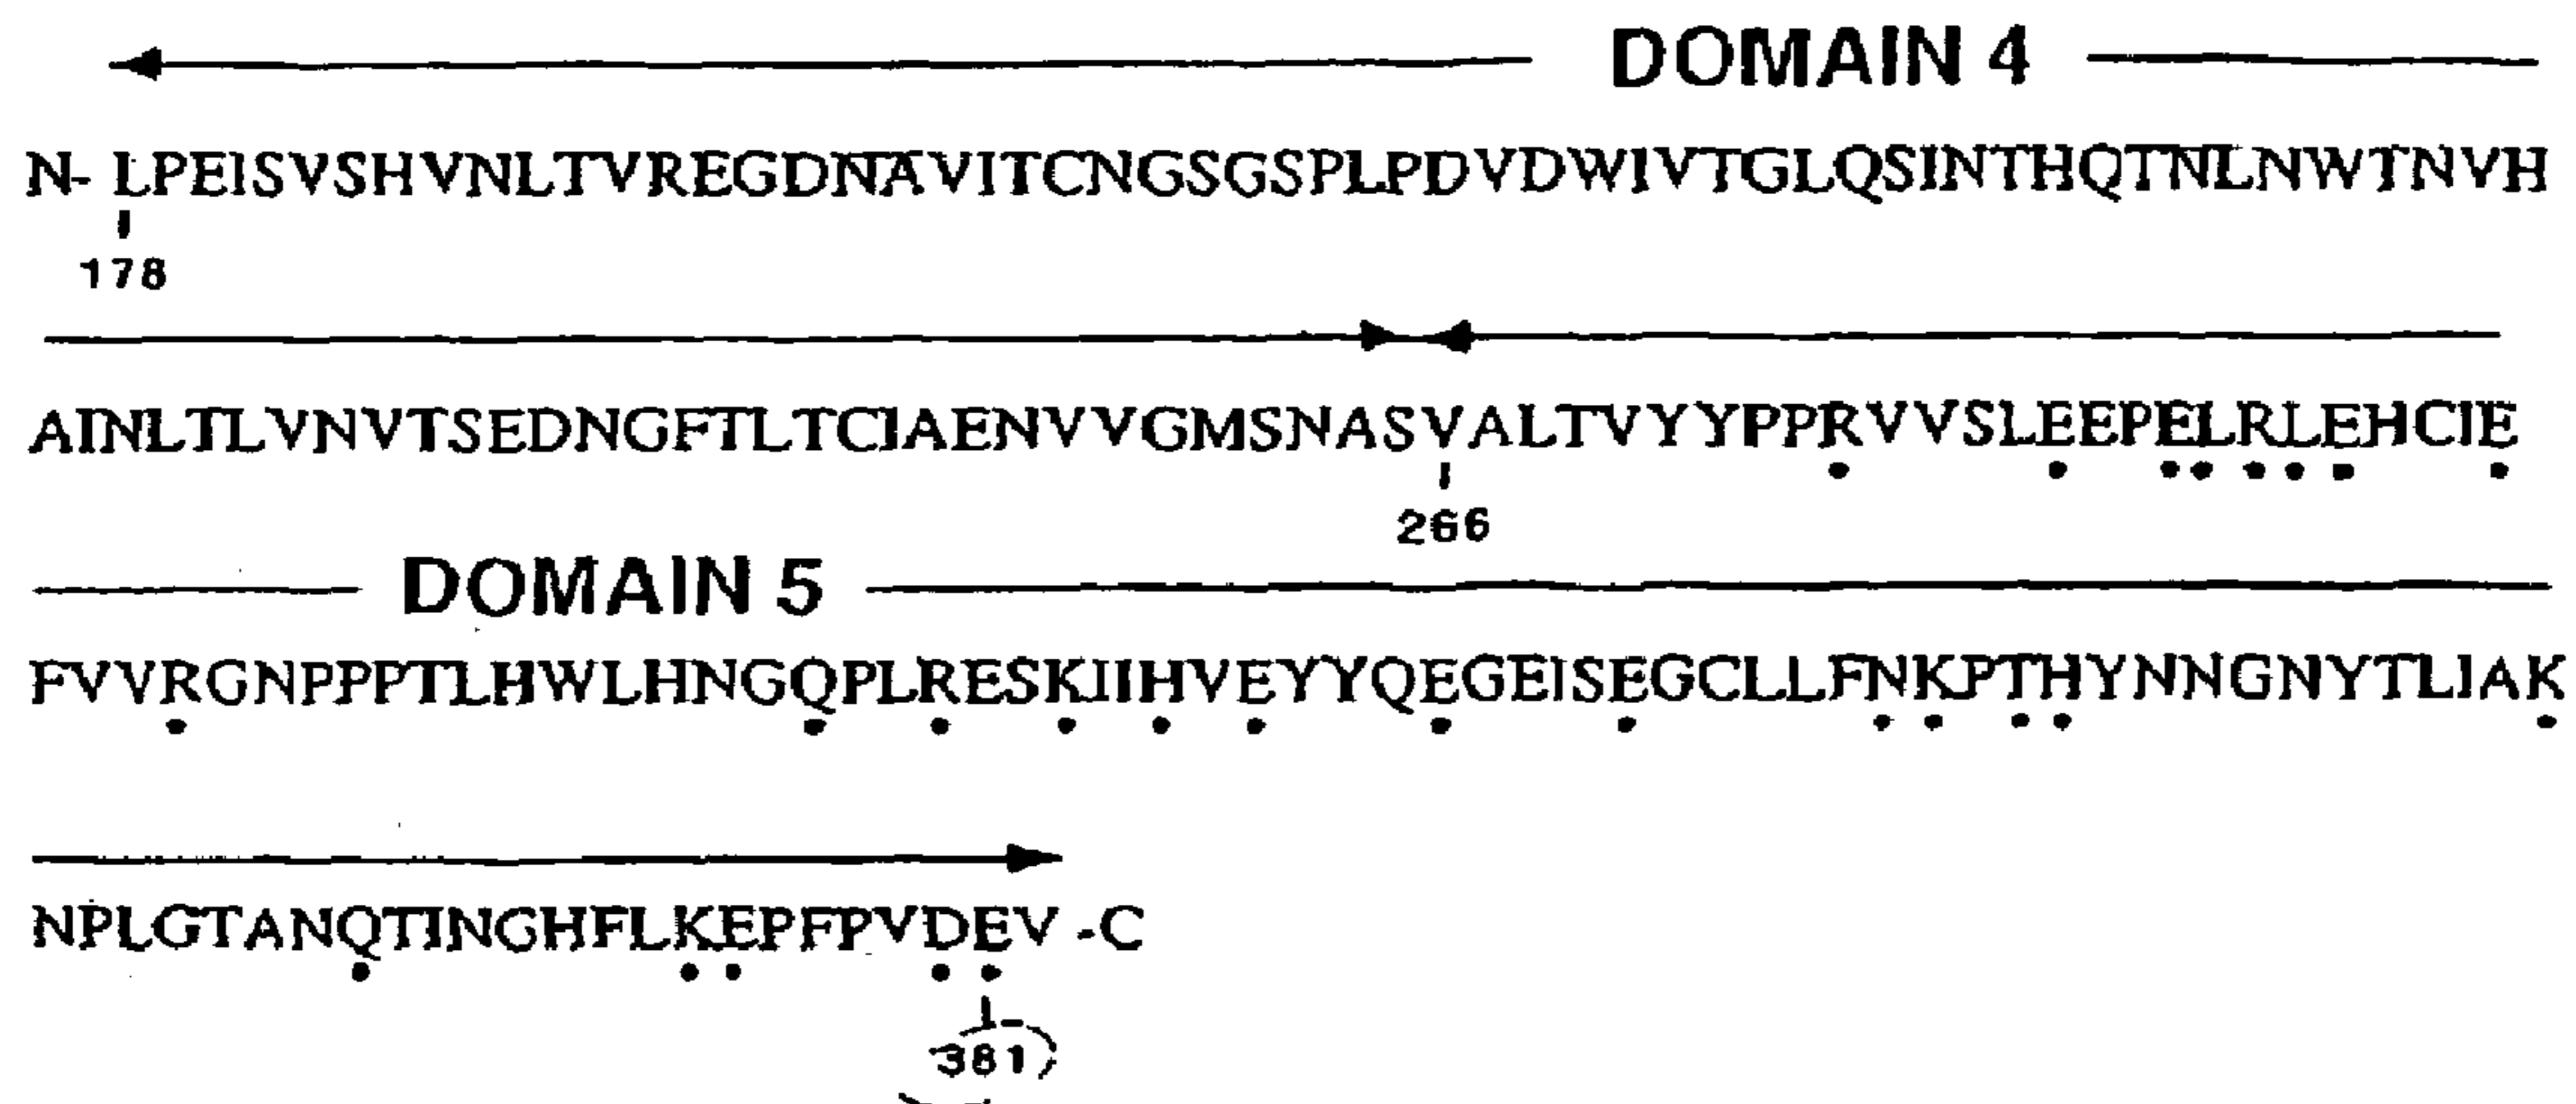 DOMAIN 4
N- LPEISVSHVNLTVREGDNAVITCNGSGSPLPDVDWIVTGLQSINTHQTNLNWTNVH
178
AINLTLVNVTSEDNGFTLTCIAENVVGMSNASVALTVYYPPRVVSLEEPELRLEHCIE
266
DOMAIN 5
FVVRGNPPPTLHWLHNGQPLRESKIIHVEYYQEGEISEGCLLFNKPTHYNNGNYTLIAK
NPLGTANQTINGHFLKEPFPVDEV -C
381